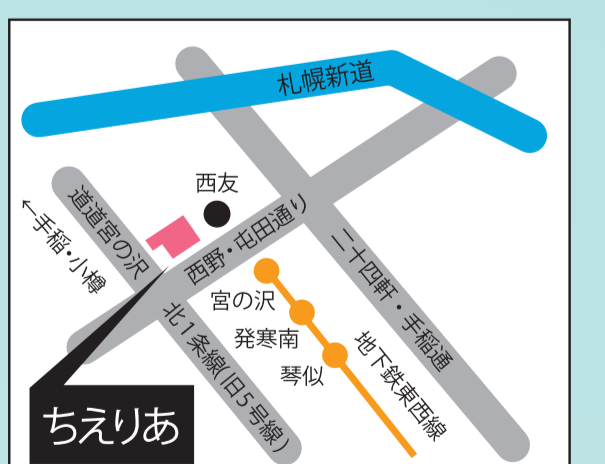 札幌新道
西友
道道宮の沢
←手稲・小樽
西野・屯田通り
二十四軒・手稲通
宮の沢
発寒南
琴似
北1条線(旧5号線)
地下鉄東西線
ちえりあ